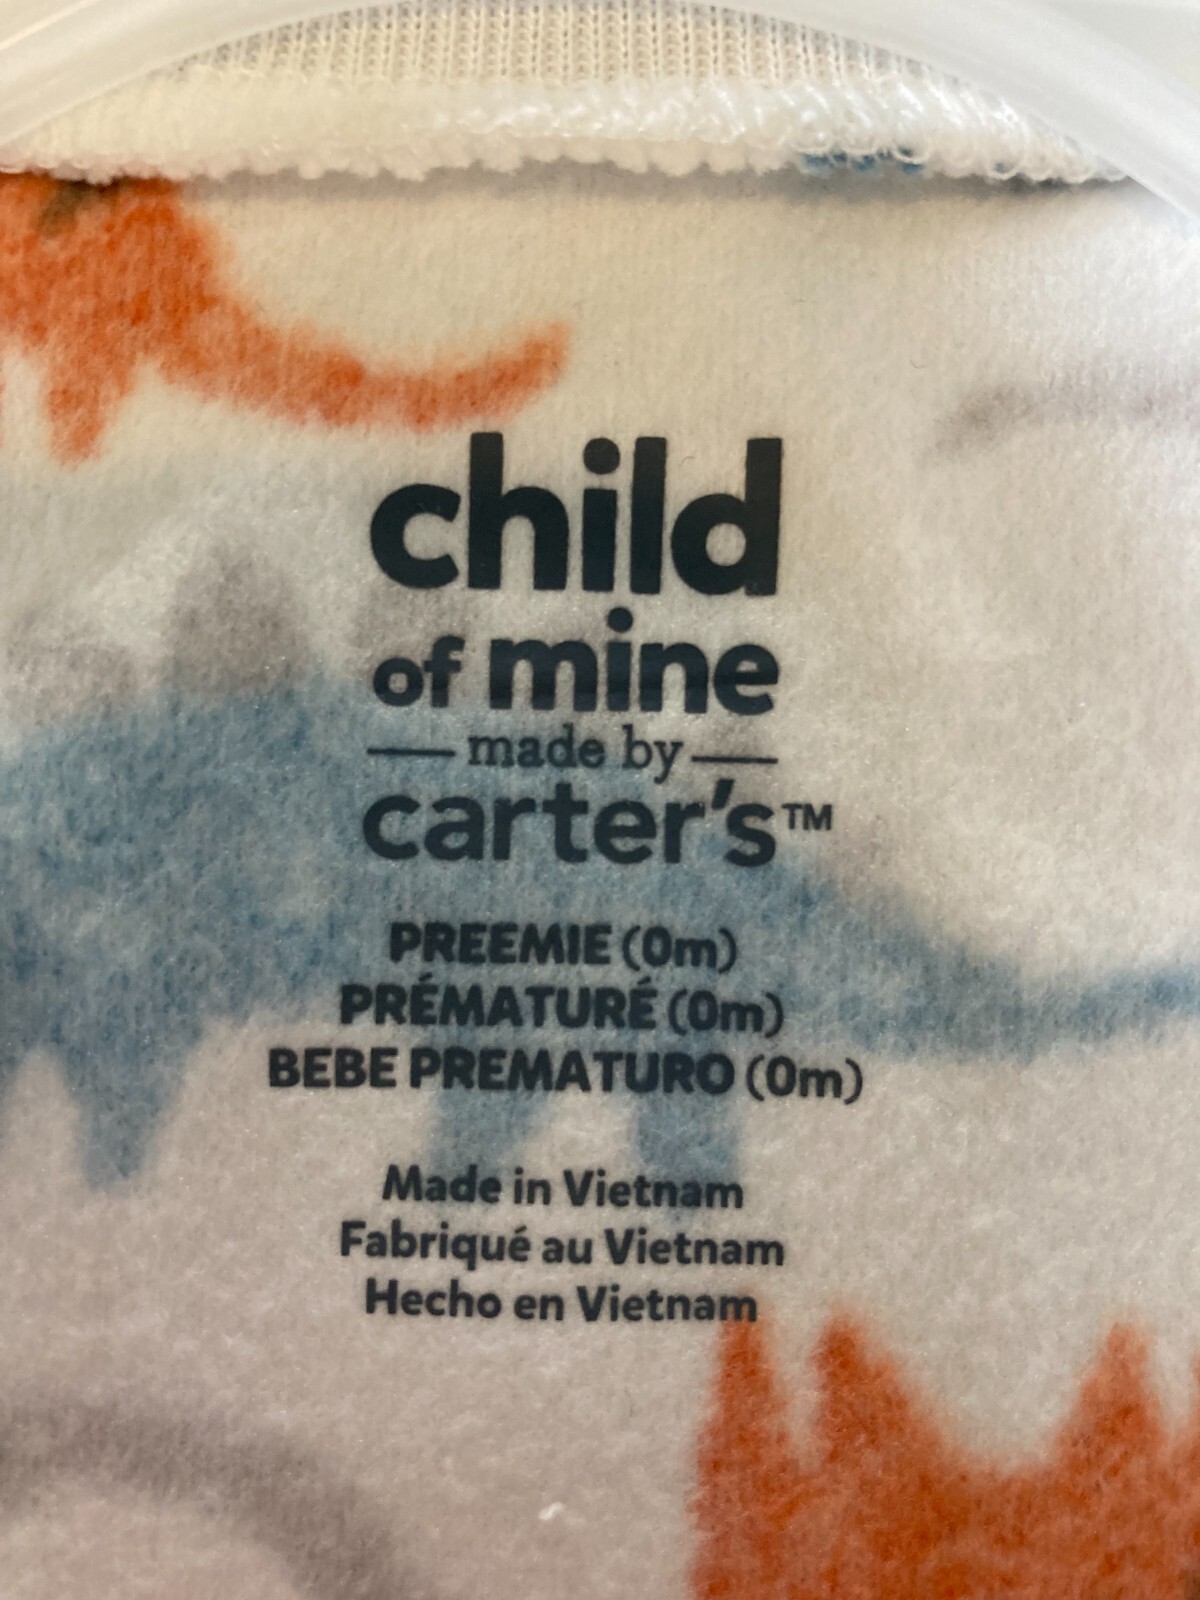 child
of mine
made by
carter's™
PREEMIE (0m)
PRÉMATURÉ (0m)
BEBE PREMATURO (0m)
Made in Vietnam
Fabriqué au Vietnam
Hecho en Vietnam